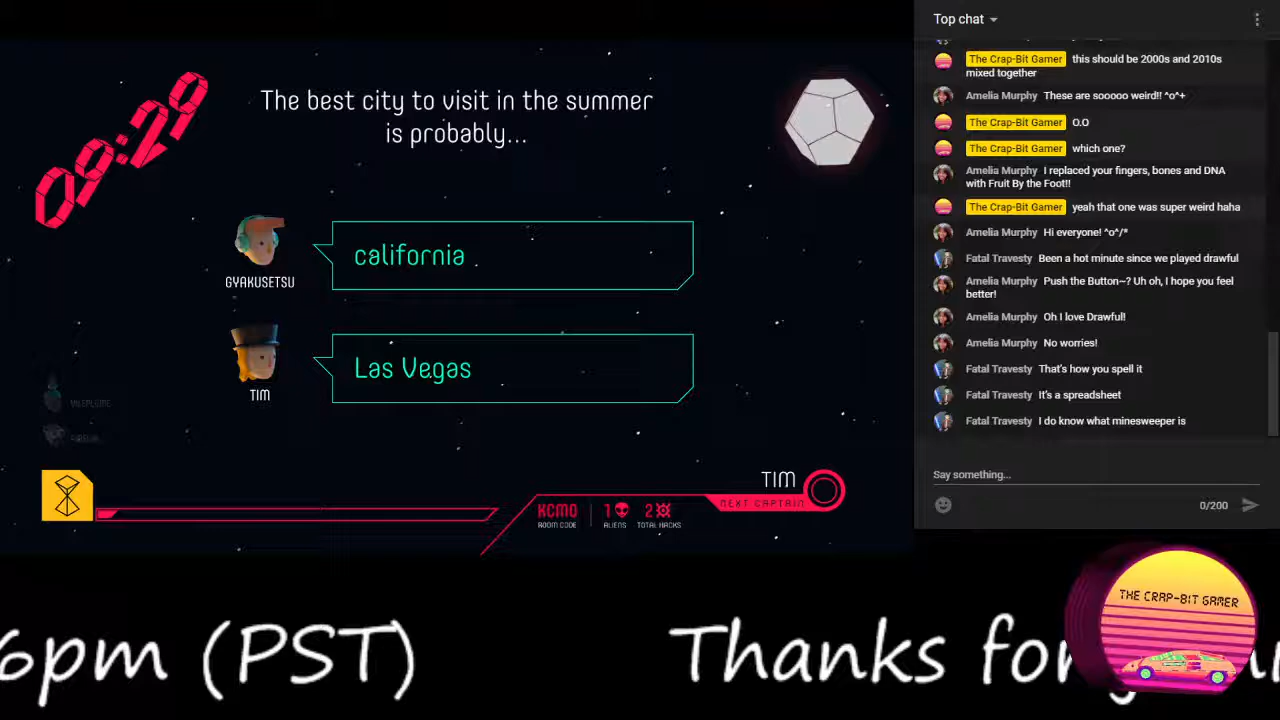 09:29
The best city to visit in the summer
is probably...
GYAKUSETSU
california
TIM
Las Vegas
TIM
NEXT CAPTAIN
KCMO
ROOM CODE
1
ALIENS
2
TOTAL HACKS
Top chat
The Crap-Bit Gamer this should be 2000s and 2010s
mixed together
Amelia Murphy These are sooooo weird!! ^o^+
The Crap-Bit Gamer O.O
The Crap-Bit Gamer which one?
Amelia Murphy I replaced your fingers, bones and DNA
with Fruit By the Foot!!
The Crap-Bit Gamer yeah that one was super weird haha
Amelia Murphy Hi everyone! ^o^/*
Fatal Travesty Been a hot minute since we played drawful
Amelia Murphy Push the Button~? Uh oh, I hope you feel
better!
Amelia Murphy Oh I love Drawful!
Amelia Murphy No worries!
Fatal Travesty That's how you spell it
Fatal Travesty It's a spreadsheet
Fatal Travesty I do know what minesweeper is
Say something...
0/200
6pm (PST)
Thanks for
THE CRAP-BIT GAMER